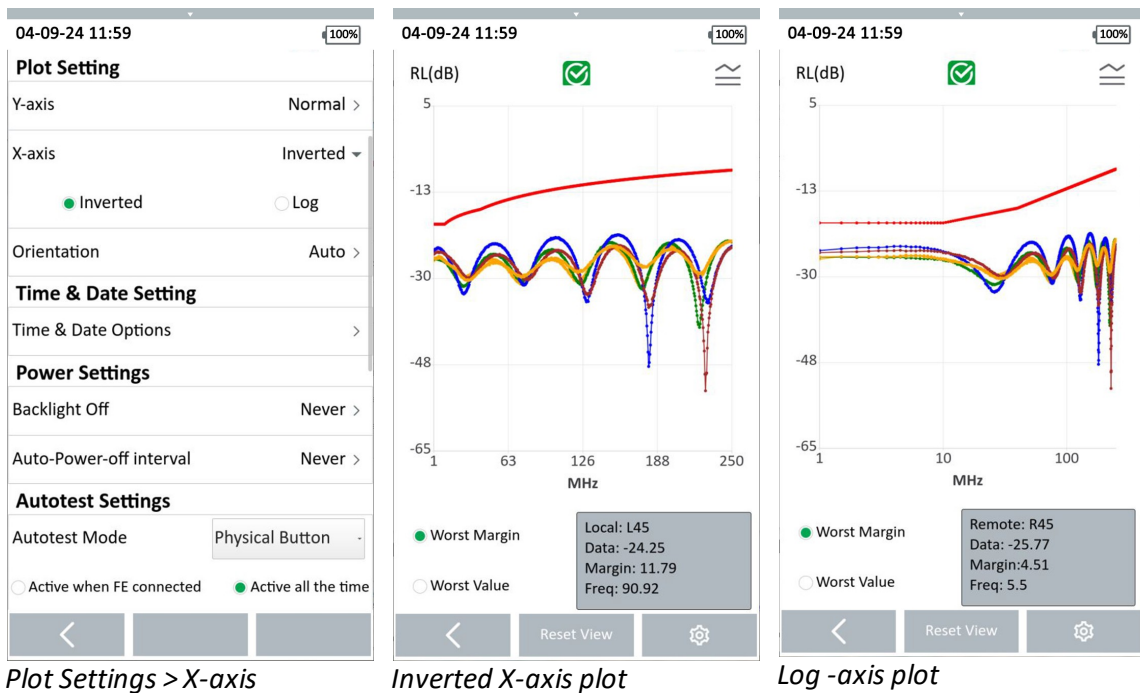 04-09-24 11:59
100%
Plot Setting
Y-axis Normal >
X-axis Inverted
Inverted Log
Orientation Auto >
Time & Date Setting
Time & Date Options >
Power Settings
Backlight Off Never >
Auto-Power-off interval Never >
Autotest Settings
Autotest Mode Physical Button
Active when FE connected Active all the time
Plot Settings > X-axis
04-09-24 11:59
100%
RL(dB)
5
-13
-30
-48
-65
1 63 126 188 250
MHz
Worst Margin
Worst Value
Local: L45
Data: -24.25
Margin: 11.79
Freq: 90.92
Reset View
Inverted X-axis plot
04-09-24 11:59
100%
RL(dB)
5
-13
-30
-48
-65
1 10 100
MHz
Worst Margin
Worst Value
Remote: R45
Data: -25.77
Margin:4.51
Freq: 5.5
Reset View
Log -axis plot